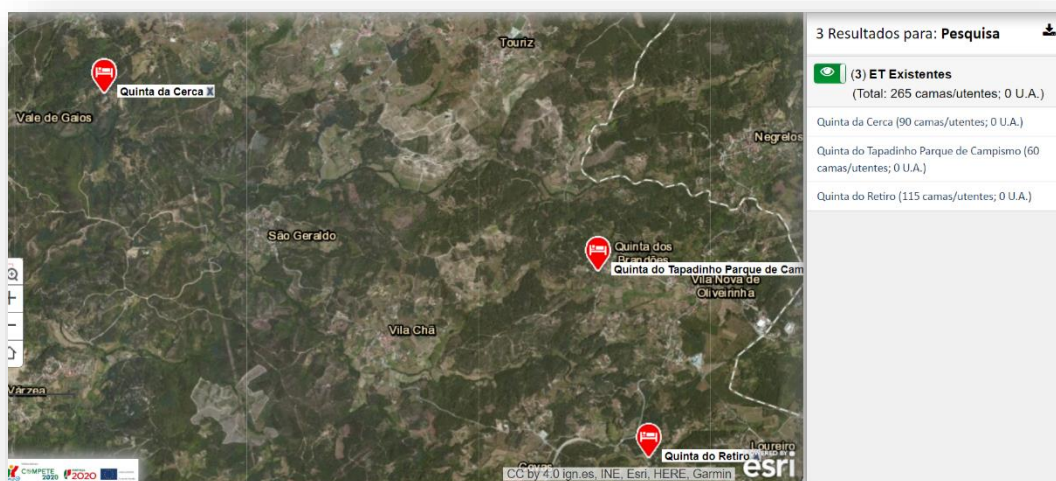 Touriz
Quinta da Cerca X
Vale de Gaios
Negrelos
São Geraldo
Quinta dos
Brandões
Quinta do Tapadinho Parque de Cam
Vila Nova de
Oliveirinha
Vila Chã
Várzea
Quinta do Retiro
Loureiro
Covas
POWERED BY
esri
COMPETE
2020
2020
CC by 4.0 ign.es, INE, Esri, HERE, Garmin
3 Resultados para: Pesquisa
(3) ET Existentes
(Total: 265 camas/utentes; 0 U.A.)
Quinta da Cerca (90 camas/utentes; 0 U.A.)
Quinta do Tapadinho Parque de Campismo (60
camas/utentes; 0 U.A.)
Quinta do Retiro (115 camas/utentes; 0 U.A.)